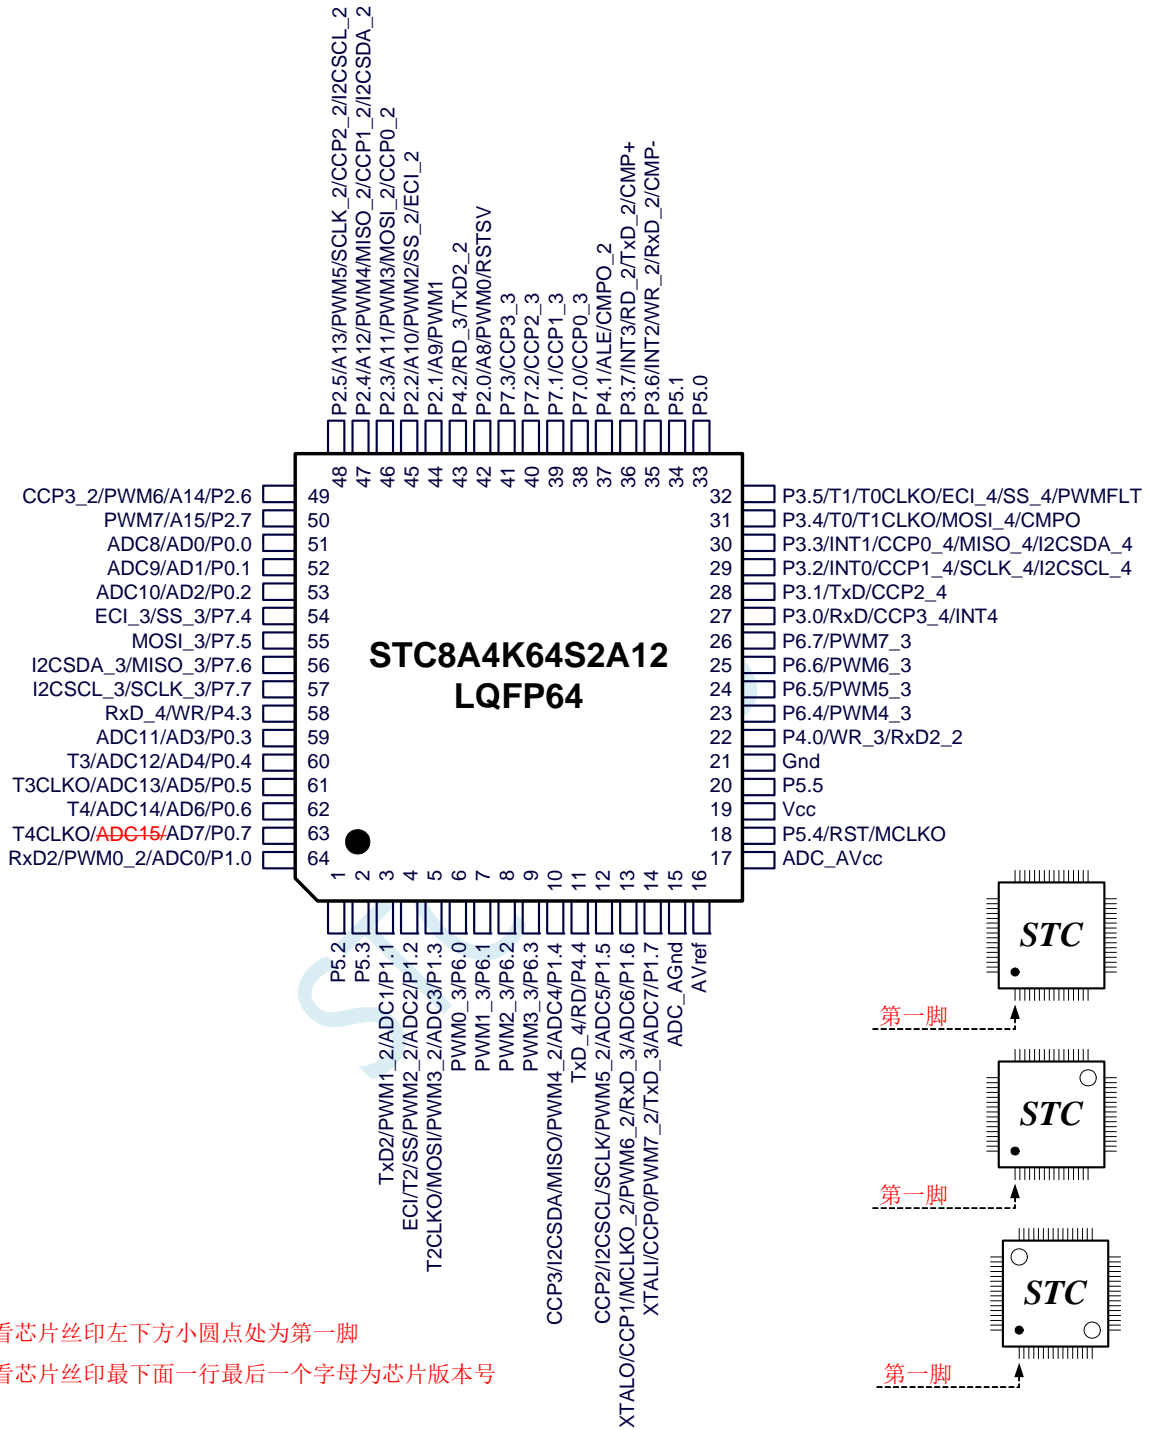 P2.5/A13/PWM5/SCLK_2/CCP2_2/I2CSCL_2
P2.4/A12/PWM4/MISO_2/CCP1_2/I2CSDA_2
P2.3/A11/PWM3/MOSI_2/CCP0_2
P2.2/A10/PWM2/SS_2/ECI_2
P2.1/A9/PWM1
P4.2/RD_3/TxD2_2
P2.0/A8/PWM0/RSTSV
P7.3/CCP3_3
P7.2/CCP2_3
P7.1/CCP1_3
P7.0/CCP0_3
P4.1/ALE/CMPO_2
P3.7/INT3/RD_2/TxD_2/CMP+
P3.6/INT2/WR_2/RxD_2/CMP-
P5.1
P5.0
48 47 46 45 44 43 42 41 40 39 38 37 36 35 34 33
CCP3_2/PWM6/A14/P2.6 49
PWM7/A15/P2.7 50
ADC8/AD0/P0.0 51
ADC9/AD1/P0.1 52
ADC10/AD2/P0.2 53
ECI_3/SS_3/P7.4 54
MOSI_3/P7.5 55
I2CSDA_3/MISO_3/P7.6 56
I2CSCL_3/SCLK_3/P7.7 57
RxD_4/WR/P4.3 58
ADC11/AD3/P0.3 59
T3/ADC12/AD4/P0.4 60
T3CLKO/ADC13/AD5/P0.5 61
T4/ADC14/AD6/P0.6 62
T4CLKO/ADC15/AD7/P0.7 63
RxD2/PWM0_2/ADC0/P1.0 64
STC8A4K64S2A12
LQFP64
32 P3.5/T1/T0CLKO/ECI_4/SS_4/PWMFLT
31 P3.4/T0/T1CLKO/MOSI_4/CMPO
30 P3.3/INT1/CCP0_4/MISO_4/I2CSDA_4
29 P3.2/INT0/CCP1_4/SCLK_4/I2CSCL_4
28 P3.1/TxD/CCP2_4
27 P3.0/RxD/CCP3_4/INT4
26 P6.7/PWM7_3
25 P6.6/PWM6_3
24 P6.5/PWM5_3
23 P6.4/PWM4_3
22 P4.0/WR_3/RxD2_2
21 Gnd
20 P5.5
19 Vcc
18 P5.4/RST/MCLKO
17 ADC_AVcc
1 2 3 4 5 6 7 8 9 10 11 12 13 14 15 16
P5.2
P5.3
TxD2/PWM1_2/ADC1/P1.1
ECI/T2/SS/PWM2_2/ADC2/P1.2
T2CLKO/MOSI/PWM3_2/ADC3/P1.3
PWM0_3/P6.0
PWM1_3/P6.1
PWM2_3/P6.2
PWM3_3/P6.3
CCP3/I2CSDA/MISO/PWM4_2/ADC4/P1.4
TxD_4/RD/P4.4
CCP2/I2CSCL/SCLK/PWM5_2/ADC5/P1.5
XTALO/CCP1/MCLKO_2/PWM6_2/RxD_3/ADC6/P1.6
XTALI/CCP0/PWM7_2/TxD_3/ADC7/P1.7
ADC_AGnd
AVref
STC
第一脚
STC
第一脚
STC
第一脚
看芯片丝印左下方小圆点处为第一脚
看芯片丝印最下面一行最后一个字母为芯片版本号